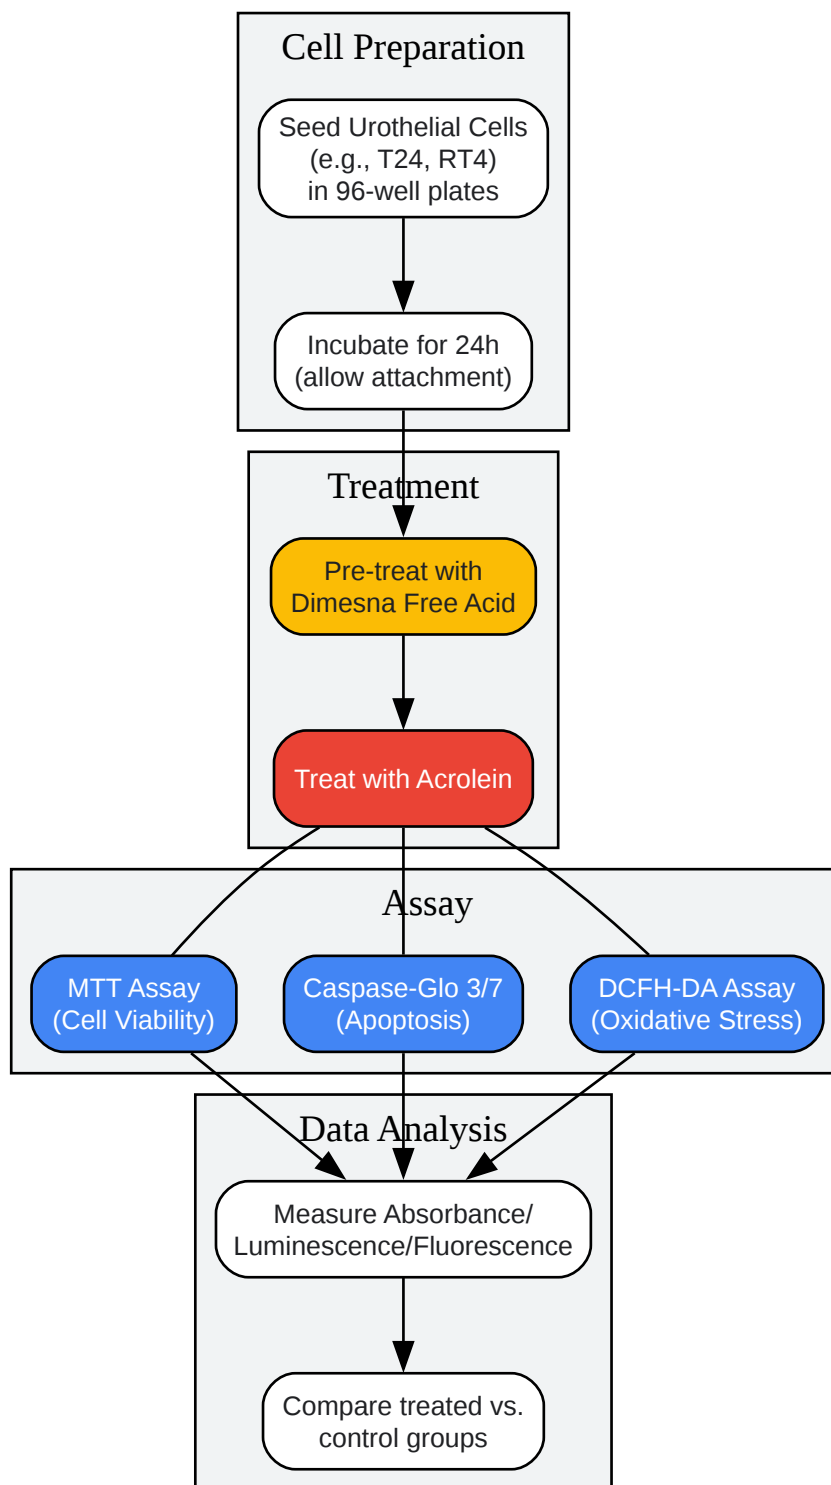 Cell Preparation
Seed Urothelial Cells
(e.g., T24, RT4)
in 96-well plates
Incubate for 24h
(allow attachment)
Treatment
Pre-treat with
Dimesna Free Acid
Treat with Acrolein
Assay
MTT Assay
(Cell Viability)
Caspase-Glo 3/7
(Apoptosis)
DCFH-DA Assay
(Oxidative Stress)
Data Analysis
Measure Absorbance/
Luminescence/Fluorescence
Compare treated vs.
control groups